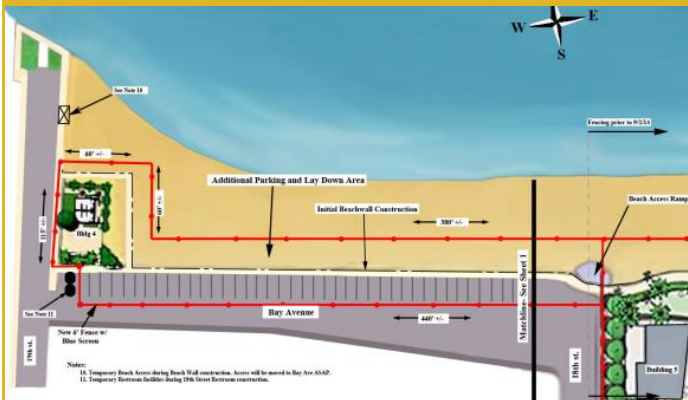 W
E
S
See Note 10
Fencing prior to 9/2/14
60' +/-
Additional Parking and Lay Down Area
Beach Access Ramp
60' +/-
Initial Beachwall Construction
380' +/-
115' +/-
Bldg 4
Matchline- See Sheet 1
See Note 11
Bay Avenue
440' +/-
New 6' Fence w/
Blue Screen
19th st.
18th st.
Building 5
Notes:
10. Temporary Beach Access during Beach Wall construction. Access will be moved to Bay Ave ASAP.
11. Temporary Restroom facilities during 19th Street Restroom construction.